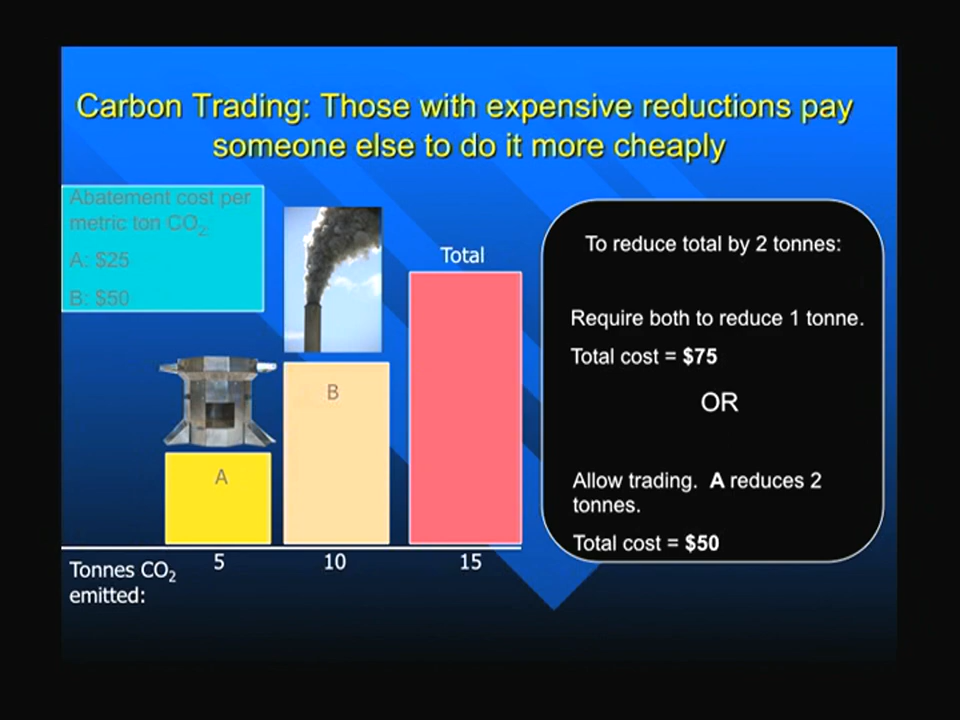 Carbon Trading: Those with expensive reductions pay
someone else to do it more cheaply
Abatement cost per
metric ton CO2:
A: $25
B: $50
Total
B
A
5
10
15
Tonnes CO2
emitted:
To reduce total by 2 tonnes:
Require both to reduce 1 tonne.
Total cost = $75
OR
Allow trading. A reduces 2
tonnes.
Total cost = $50